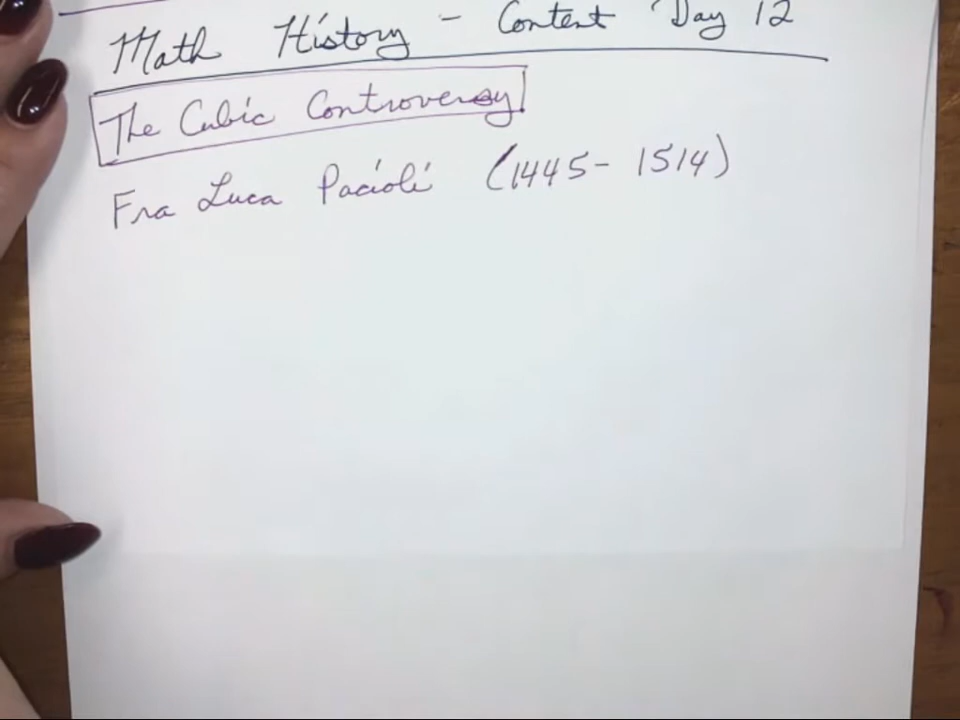 Math History - Content Day 12
The Cubic Controversy
Fra Luca Pacioli (1445- 1514)